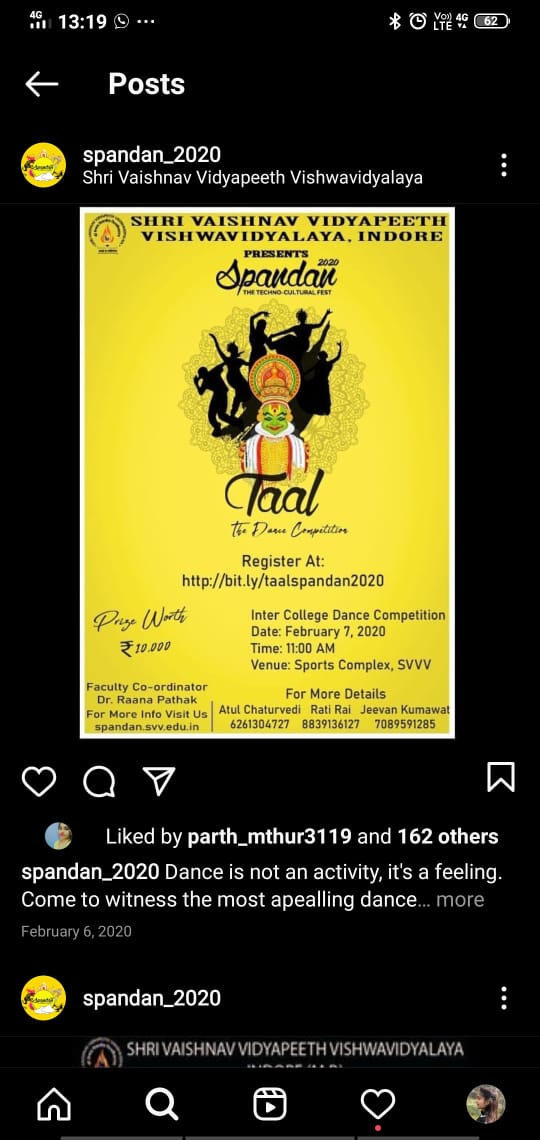 4G 13:19 ... Vo)) LTE 4G 62
Posts
spandan_2020
Shri Vaishnav Vidyapeeth Vishwavidyalaya
SHRI VAISHNAV VIDYAPEETH
VISHWAVIDYALAYA, INDORE
PRESENTS
Spandan 2020
THE TECHNO-CULTURAL FEST
Taal
The Dance Competition
Register At:
http://bit.ly/taalspandan2020
Prize Worth
₹10.000
Inter College Dance Competition
Date: February 7, 2020
Time: 11:00 AM
Venue: Sports Complex, SVVV
Faculty Co-ordinator
Dr. Raana Pathak
For More Info Visit Us
spandan.svv.edu.in
For More Details
Atul Chaturvedi Rati Rai Jeevan Kumawat
6261304727 8839136127 7089591285
Liked by parth_mthur3119 and 162 others
spandan_2020 Dance is not an activity, it's a feeling.
Come to witness the most apealling dance... more
February 6, 2020
spandan_2020
SHRI VAISHNAV VIDYAPEETH VISHWAVIDYALAYA